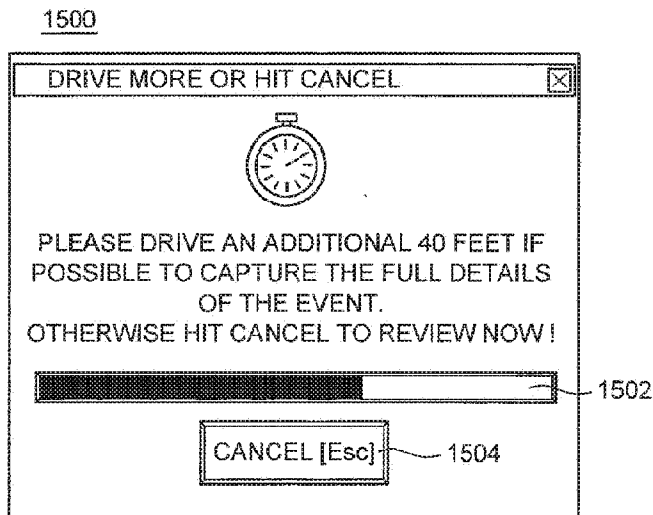 1500
DRIVE MORE OR HIT CANCEL
PLEASE DRIVE AN ADDITIONAL 40 FEET IF
POSSIBLE TO CAPTURE THE FULL DETAILS
OF THE EVENT.
OTHERWISE HIT CANCEL TO REVIEW NOW !
1502
CANCEL [Esc]
1504